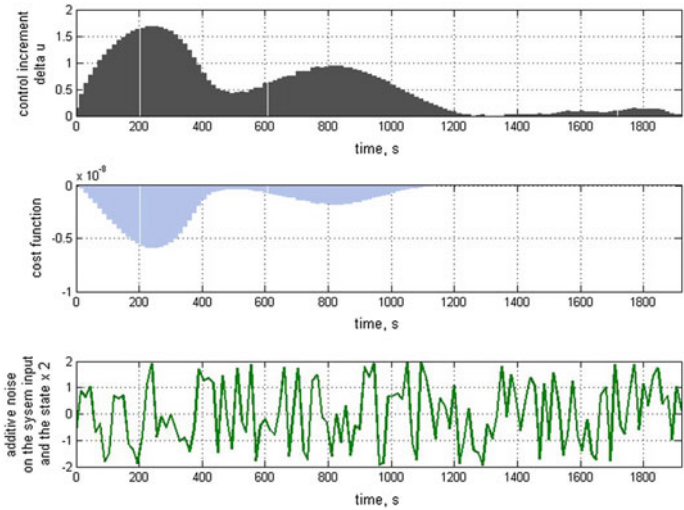 control increment
delta u
2
1.5
1
0.5
0
0 200 400 600 800 1000 1200 1400 1600 1800
time, s
x 10^-8
cost function
0
-0.5
-1
0 200 400 600 800 1000 1200 1400 1600 1800
time, s
additive noise
on the sysem input
and the state x 2
2
1
0
-1
-2
0 200 400 600 800 1000 1200 1400 1600 1800
time, s